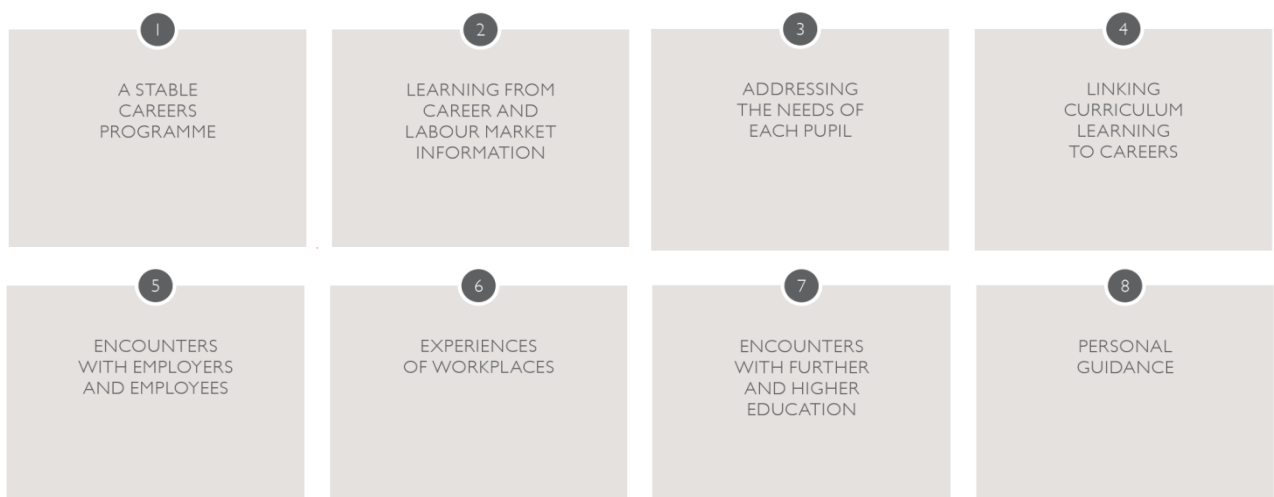 1
A STABLE
CAREERS
PROGRAMME
2
LEARNING FROM
CAREER AND
LABOUR MARKET
INFORMATION
3
ADDRESSING
THE NEEDS OF
EACH PUPIL
4
LINKING
CURRICULUM
LEARNING
TO CAREERS
5
ENCOUNTERS
WITH EMPLOYERS
AND EMPLOYEES
6
EXPERIENCES
OF WORKPLACES
7
ENCOUNTERS
WITH FURTHER
AND HIGHER
EDUCATION
8
PERSONAL
GUIDANCE